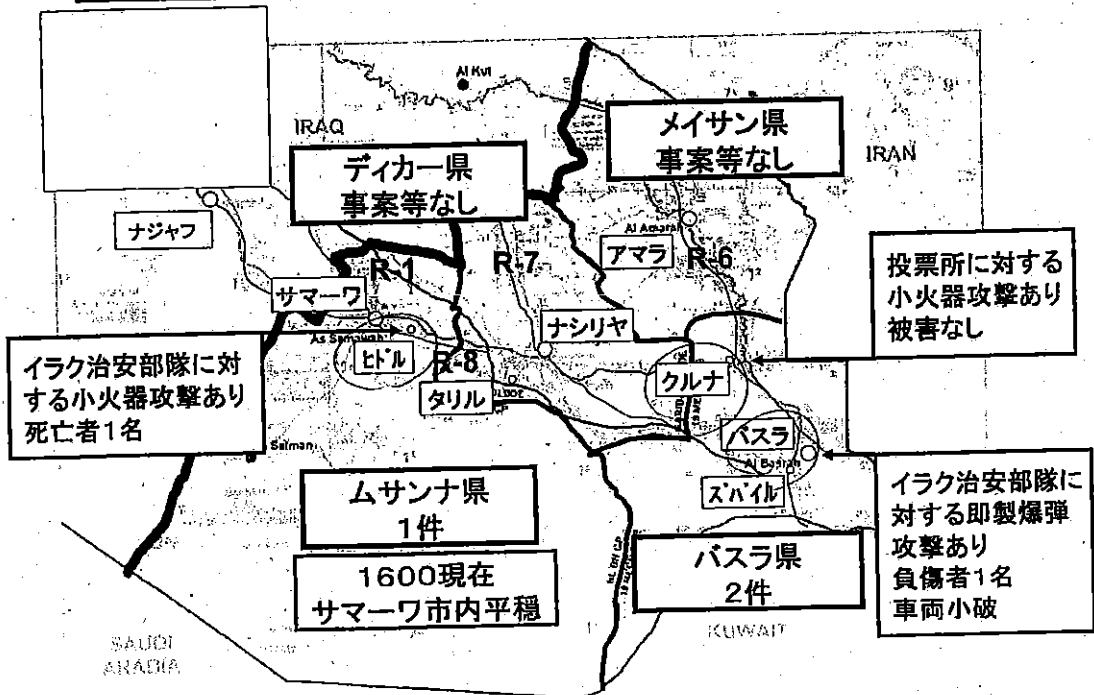 Al Kut
IRAQ
メイサン県
事案等なし
IRAN
ディカー県
事案等なし
ナジャフ
Al Amarah
アマラ
R-1
R-7
R-6
投票所に対する
小火器攻撃あり
被害なし
サマーワ
As Samawah
ナシリヤ
イラク治安部隊に対
する小火器攻撃あり
死亡者1名
ヒドル
R-8
タリル
クルナ
バスラ
Al Basrah
ズバイル
Salman
ムサンナ県
1件
1600現在
サマーワ市内平穏
バスラ県
2件
イラク治安部隊に
対する即製爆弾
攻撃あり
負傷者1名
車両小破
SAUDI
ARABIA
KUWAIT